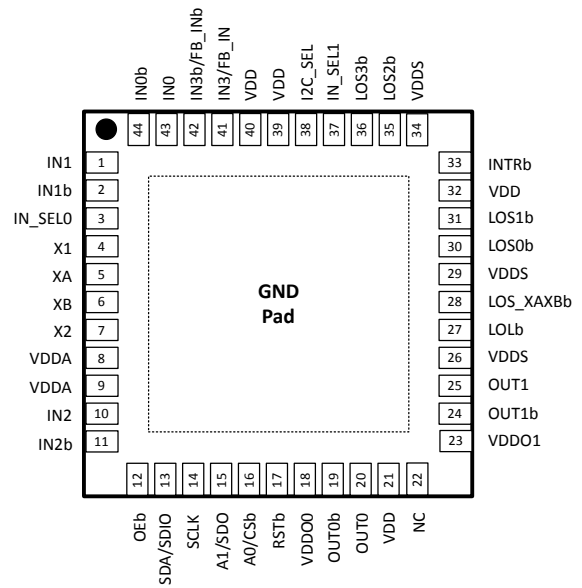 IN0b
IN0
IN3b/FB_INb
IN3/FB_IN
VDD
VDD
I2C_SEL
IN_SEL1
LOS3b
LOS2b
VDDS
44
43
42
41
40
39
38
37
36
35
34
IN1 1
IN1b 2
IN_SEL0 3
X1 4
XA 5
XB 6
X2 7
VDDA 8
VDDA 9
IN2 10
IN2b 11
GND
Pad
33 INTRb
32 VDD
31 LOS1b
30 LOS0b
29 VDDS
28 LOS_XAXBb
27 LOLb
26 VDDS
25 OUT1
24 OUT1b
23 VDDO1
12
13
14
15
16
17
18
19
20
21
22
OEb
SDA/SDIO
SCLK
A1/SDO
A0/CSb
RSTb
VDDO0
OUT0b
OUT0
VDD
NC